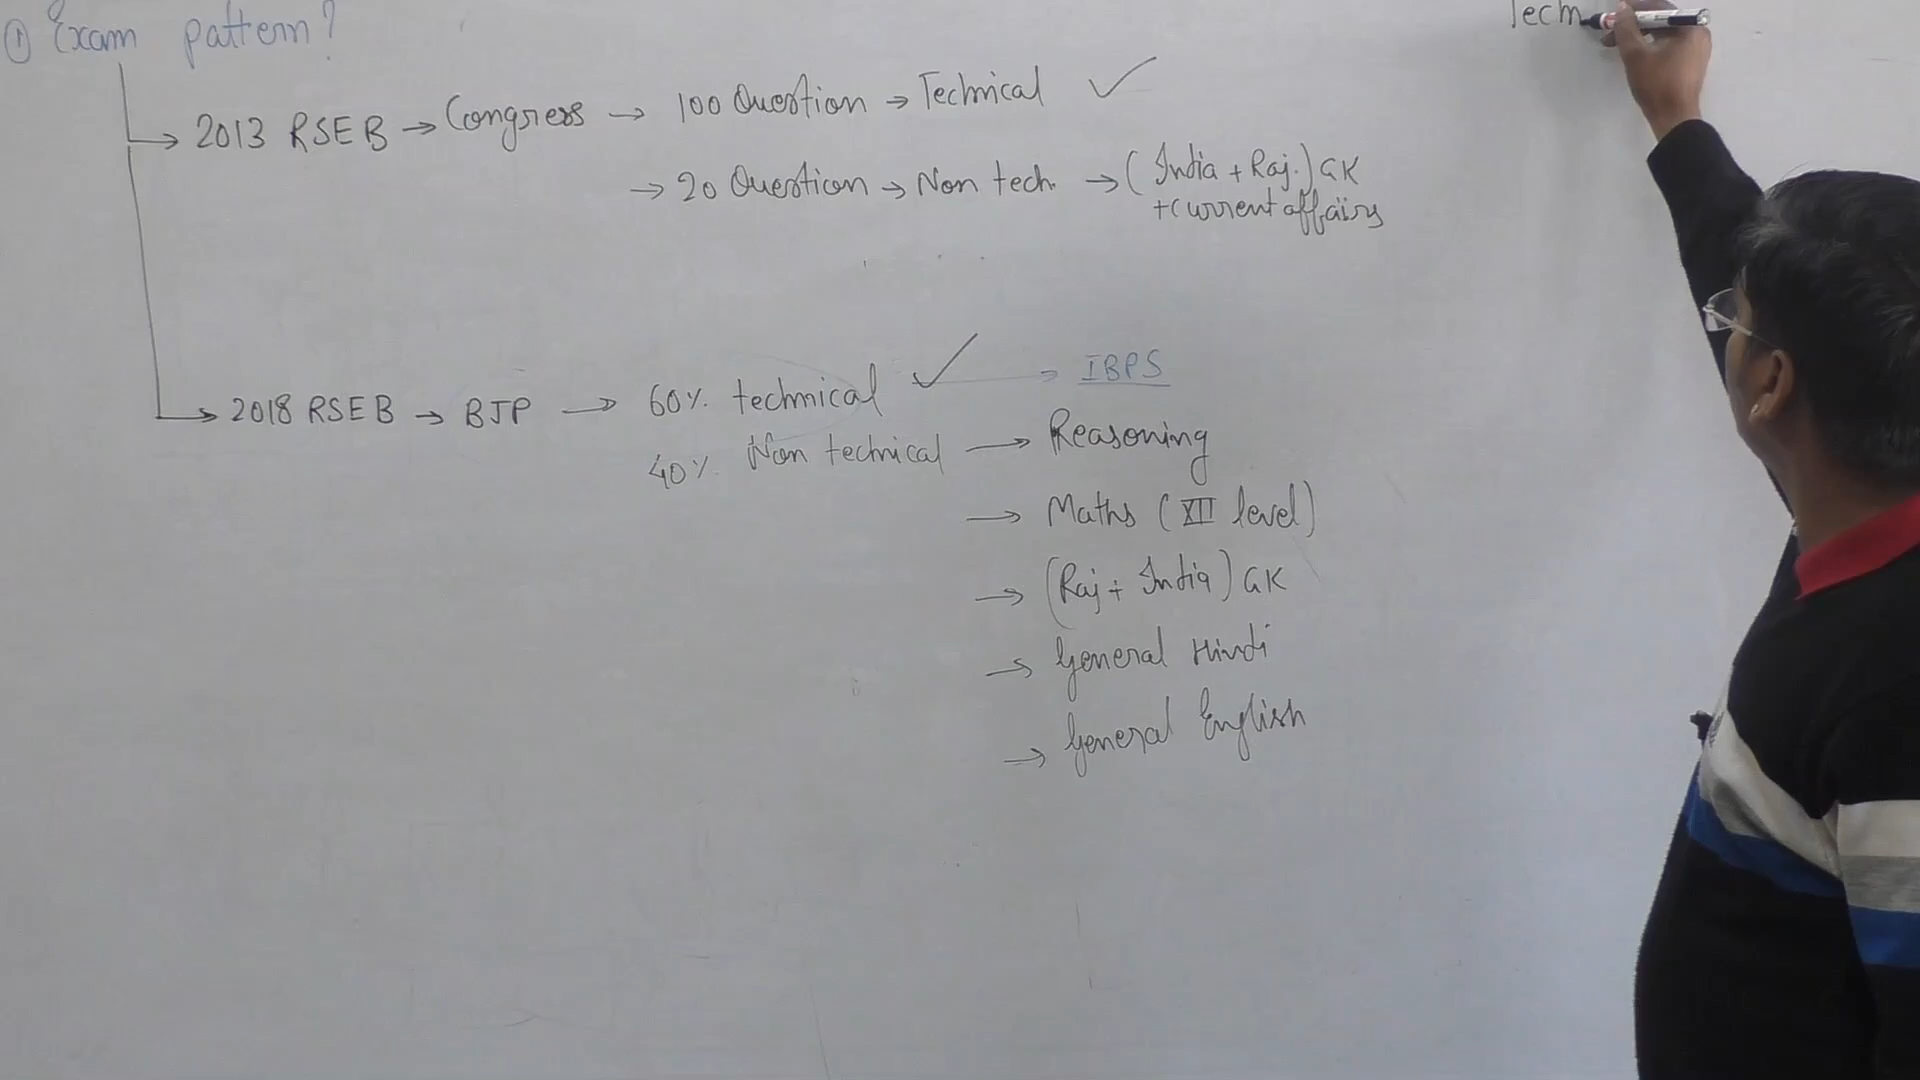 ① Exam pattern?
Tech
→ 2013 RSEB → Congress → 100 Question → Technical ✓
→ 20 Question → Non tech. → (India + Raj.) GK
+ Current affairs
→ 2018 RSEB → BJP → 60% technical ✓ → IBPS
40% Non technical → Reasoning
→ Maths (XII level)
→ (Raj + India) GK
→ General Hindi
→ General English